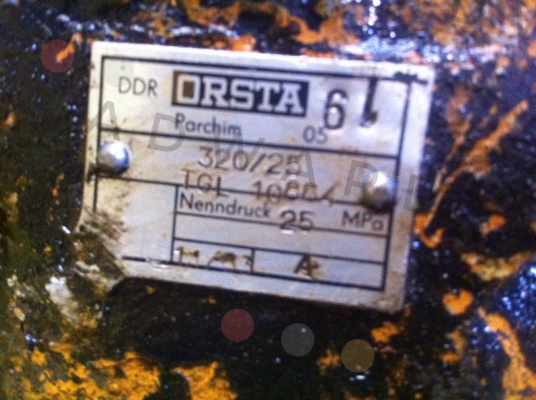 DDR ORSTA 6
Parchim 05
320/25
TGL
Nenndruck 25 MPa
A